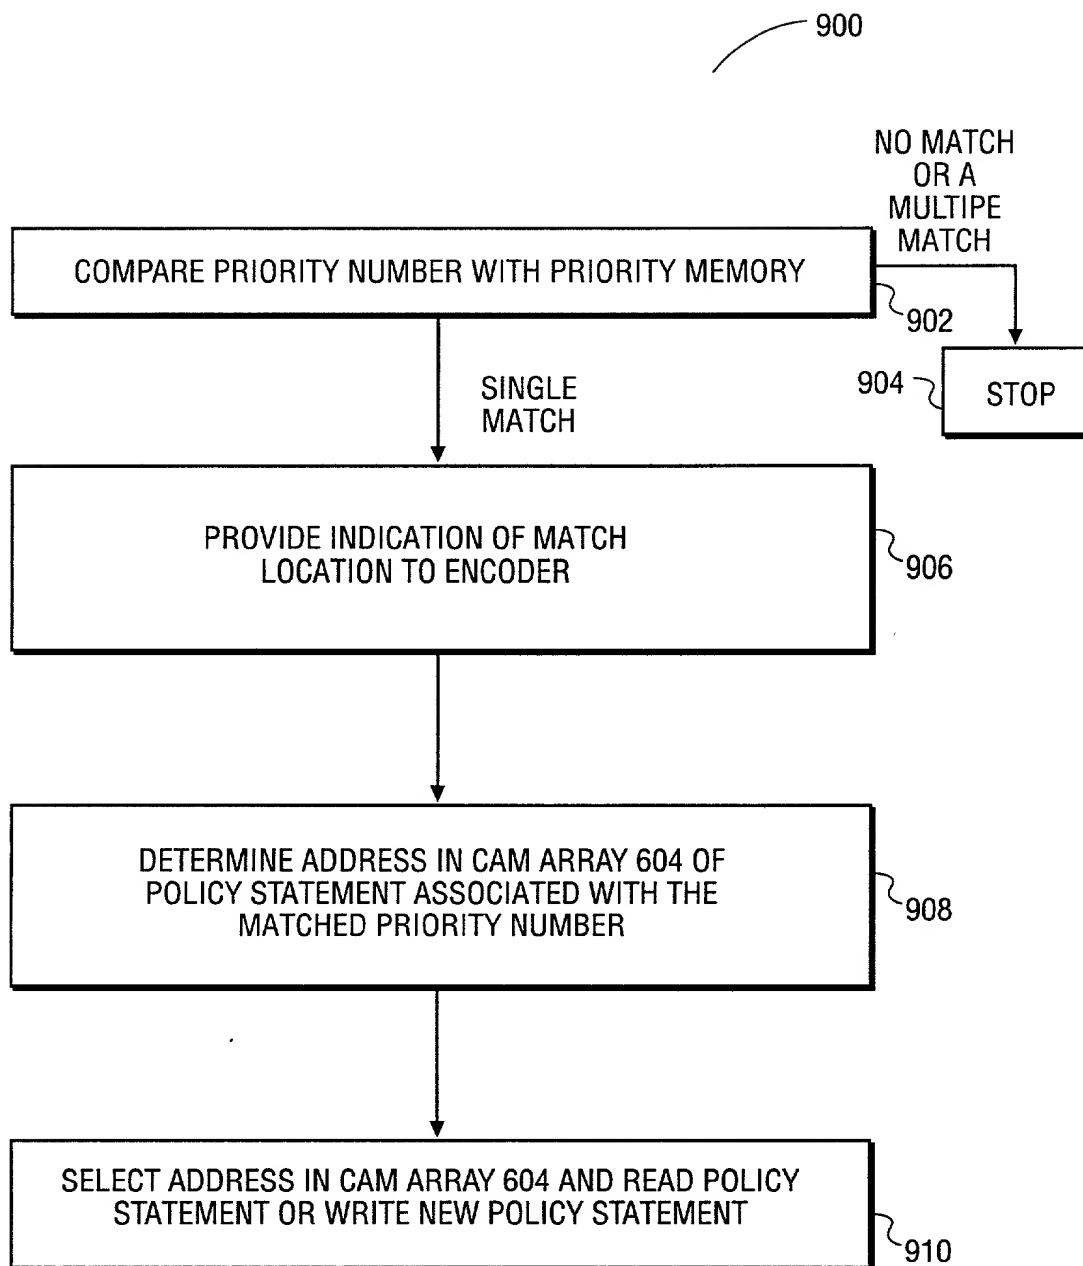 900
NO MATCH
OR A
MULTIPE
MATCH
COMPARE PRIORITY NUMBER WITH PRIORITY MEMORY
902
904
STOP
SINGLE
MATCH
PROVIDE INDICATION OF MATCH
LOCATION TO ENCODER
906
DETERMINE ADDRESS IN CAM ARRAY 604 OF
POLICY STATEMENT ASSOCIATED WITH THE
MATCHED PRIORITY NUMBER
908
SELECT ADDRESS IN CAM ARRAY 604 AND READ POLICY
STATEMENT OR WRITE NEW POLICY STATEMENT
910